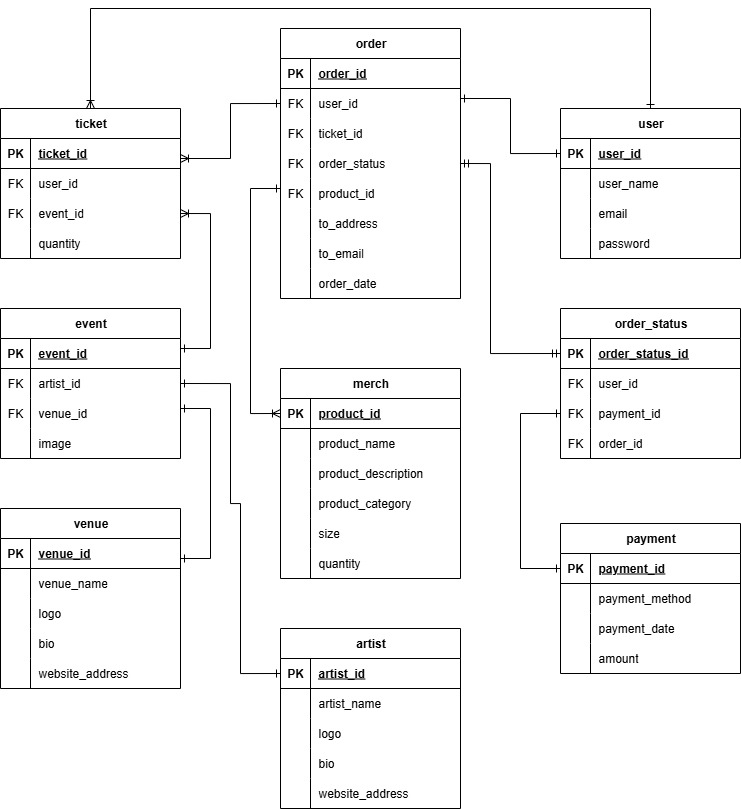 ticket
PK ticket_id
FK user_id
FK event_id
quantity
order
PK order_id
FK user_id
FK ticket_id
FK order_status
FK product_id
to_address
to_email
order_date
user
PK user_id
user_name
email
password
event
PK event_id
FK artist_id
FK venue_id
image
merch
PK product_id
product_name
product_description
product_category
size
quantity
order_status
PK order_status_id
FK user_id
FK payment_id
FK order_id
venue
PK venue_id
venue_name
logo
bio
website_address
artist
PK artist_id
artist_name
logo
bio
website_address
payment
PK payment_id
payment_method
payment_date
amount